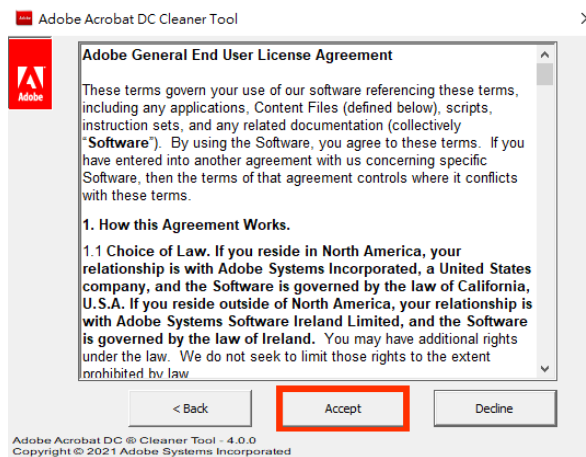 Adobe Acrobat DC Cleaner Tool
Adobe
Adobe General End User License Agreement
These terms govern your use of our software referencing these terms,
including any applications, Content Files (defined below), scripts,
instruction sets, and any related documentation (collectively
“Software”).  By using the Software, you agree to these terms.  If you
have entered into another agreement with us concerning specific
Software, then the terms of that agreement controls where it conflicts
with these terms.
1. How this Agreement Works.
1.1 Choice of Law. If you reside in North America, your
relationship is with Adobe Systems Incorporated, a United States
company, and the Software is governed by the law of California,
U.S.A. If you reside outside of North America, your relationship is
with Adobe Systems Software Ireland Limited, and the Software
is governed by the law of Ireland.  You may have additional rights
under the law.  We do not seek to limit those rights to the extent
prohibited by law
< Back
Accept
Decline
Adobe Acrobat DC ® Cleaner Tool - 4.0.0
Copyright © 2021 Adobe Systems Incorporated